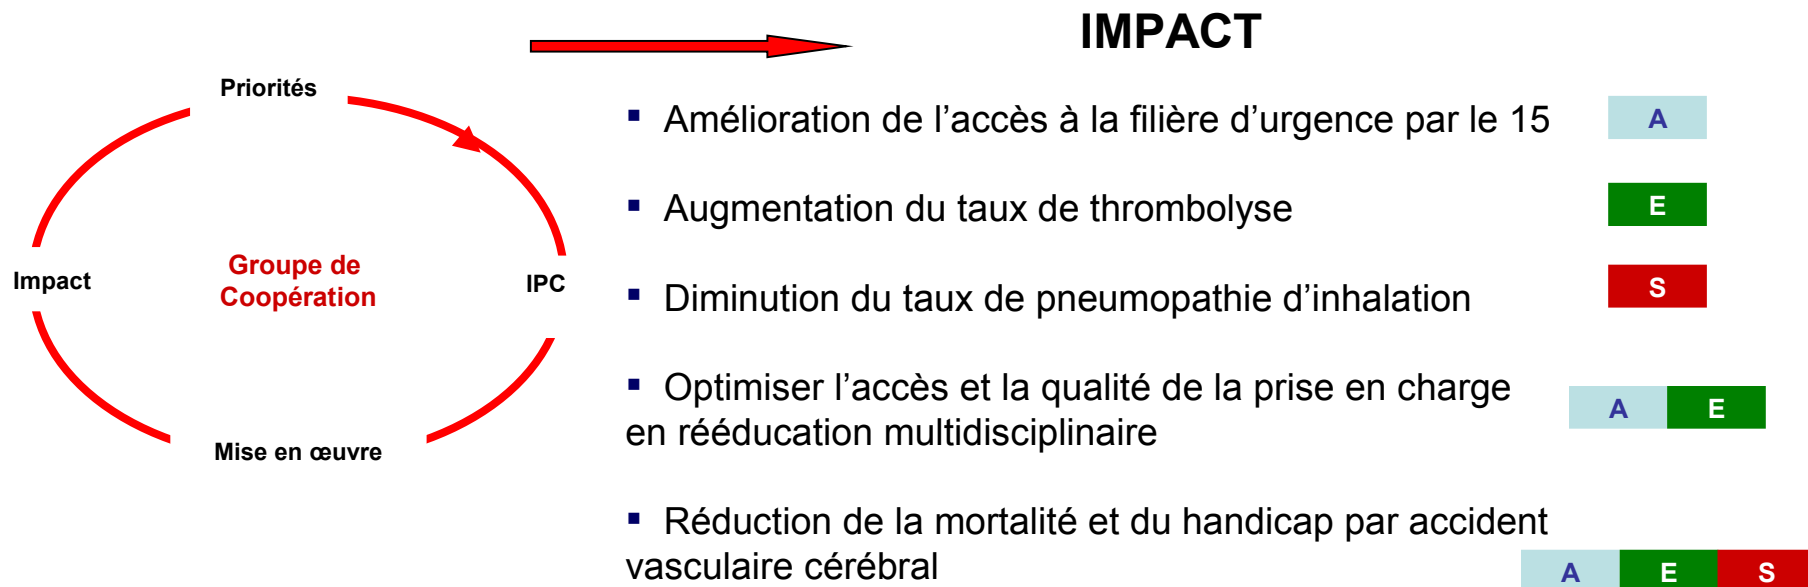 IMPACT
Priorités
Impact
Groupe de
Coopération
IPC
Mise en œuvre
▪ Amélioration de l’accès à la filière d’urgence par le 15
A
▪ Augmentation du taux de thrombolyse
E
▪ Diminution du taux de pneumopathie d’inhalation
S
▪ Optimiser l’accès et la qualité de la prise en charge
en rééducation multidisciplinaire
A E
▪ Réduction de la mortalité et du handicap par accident
vasculaire cérébral
A E S